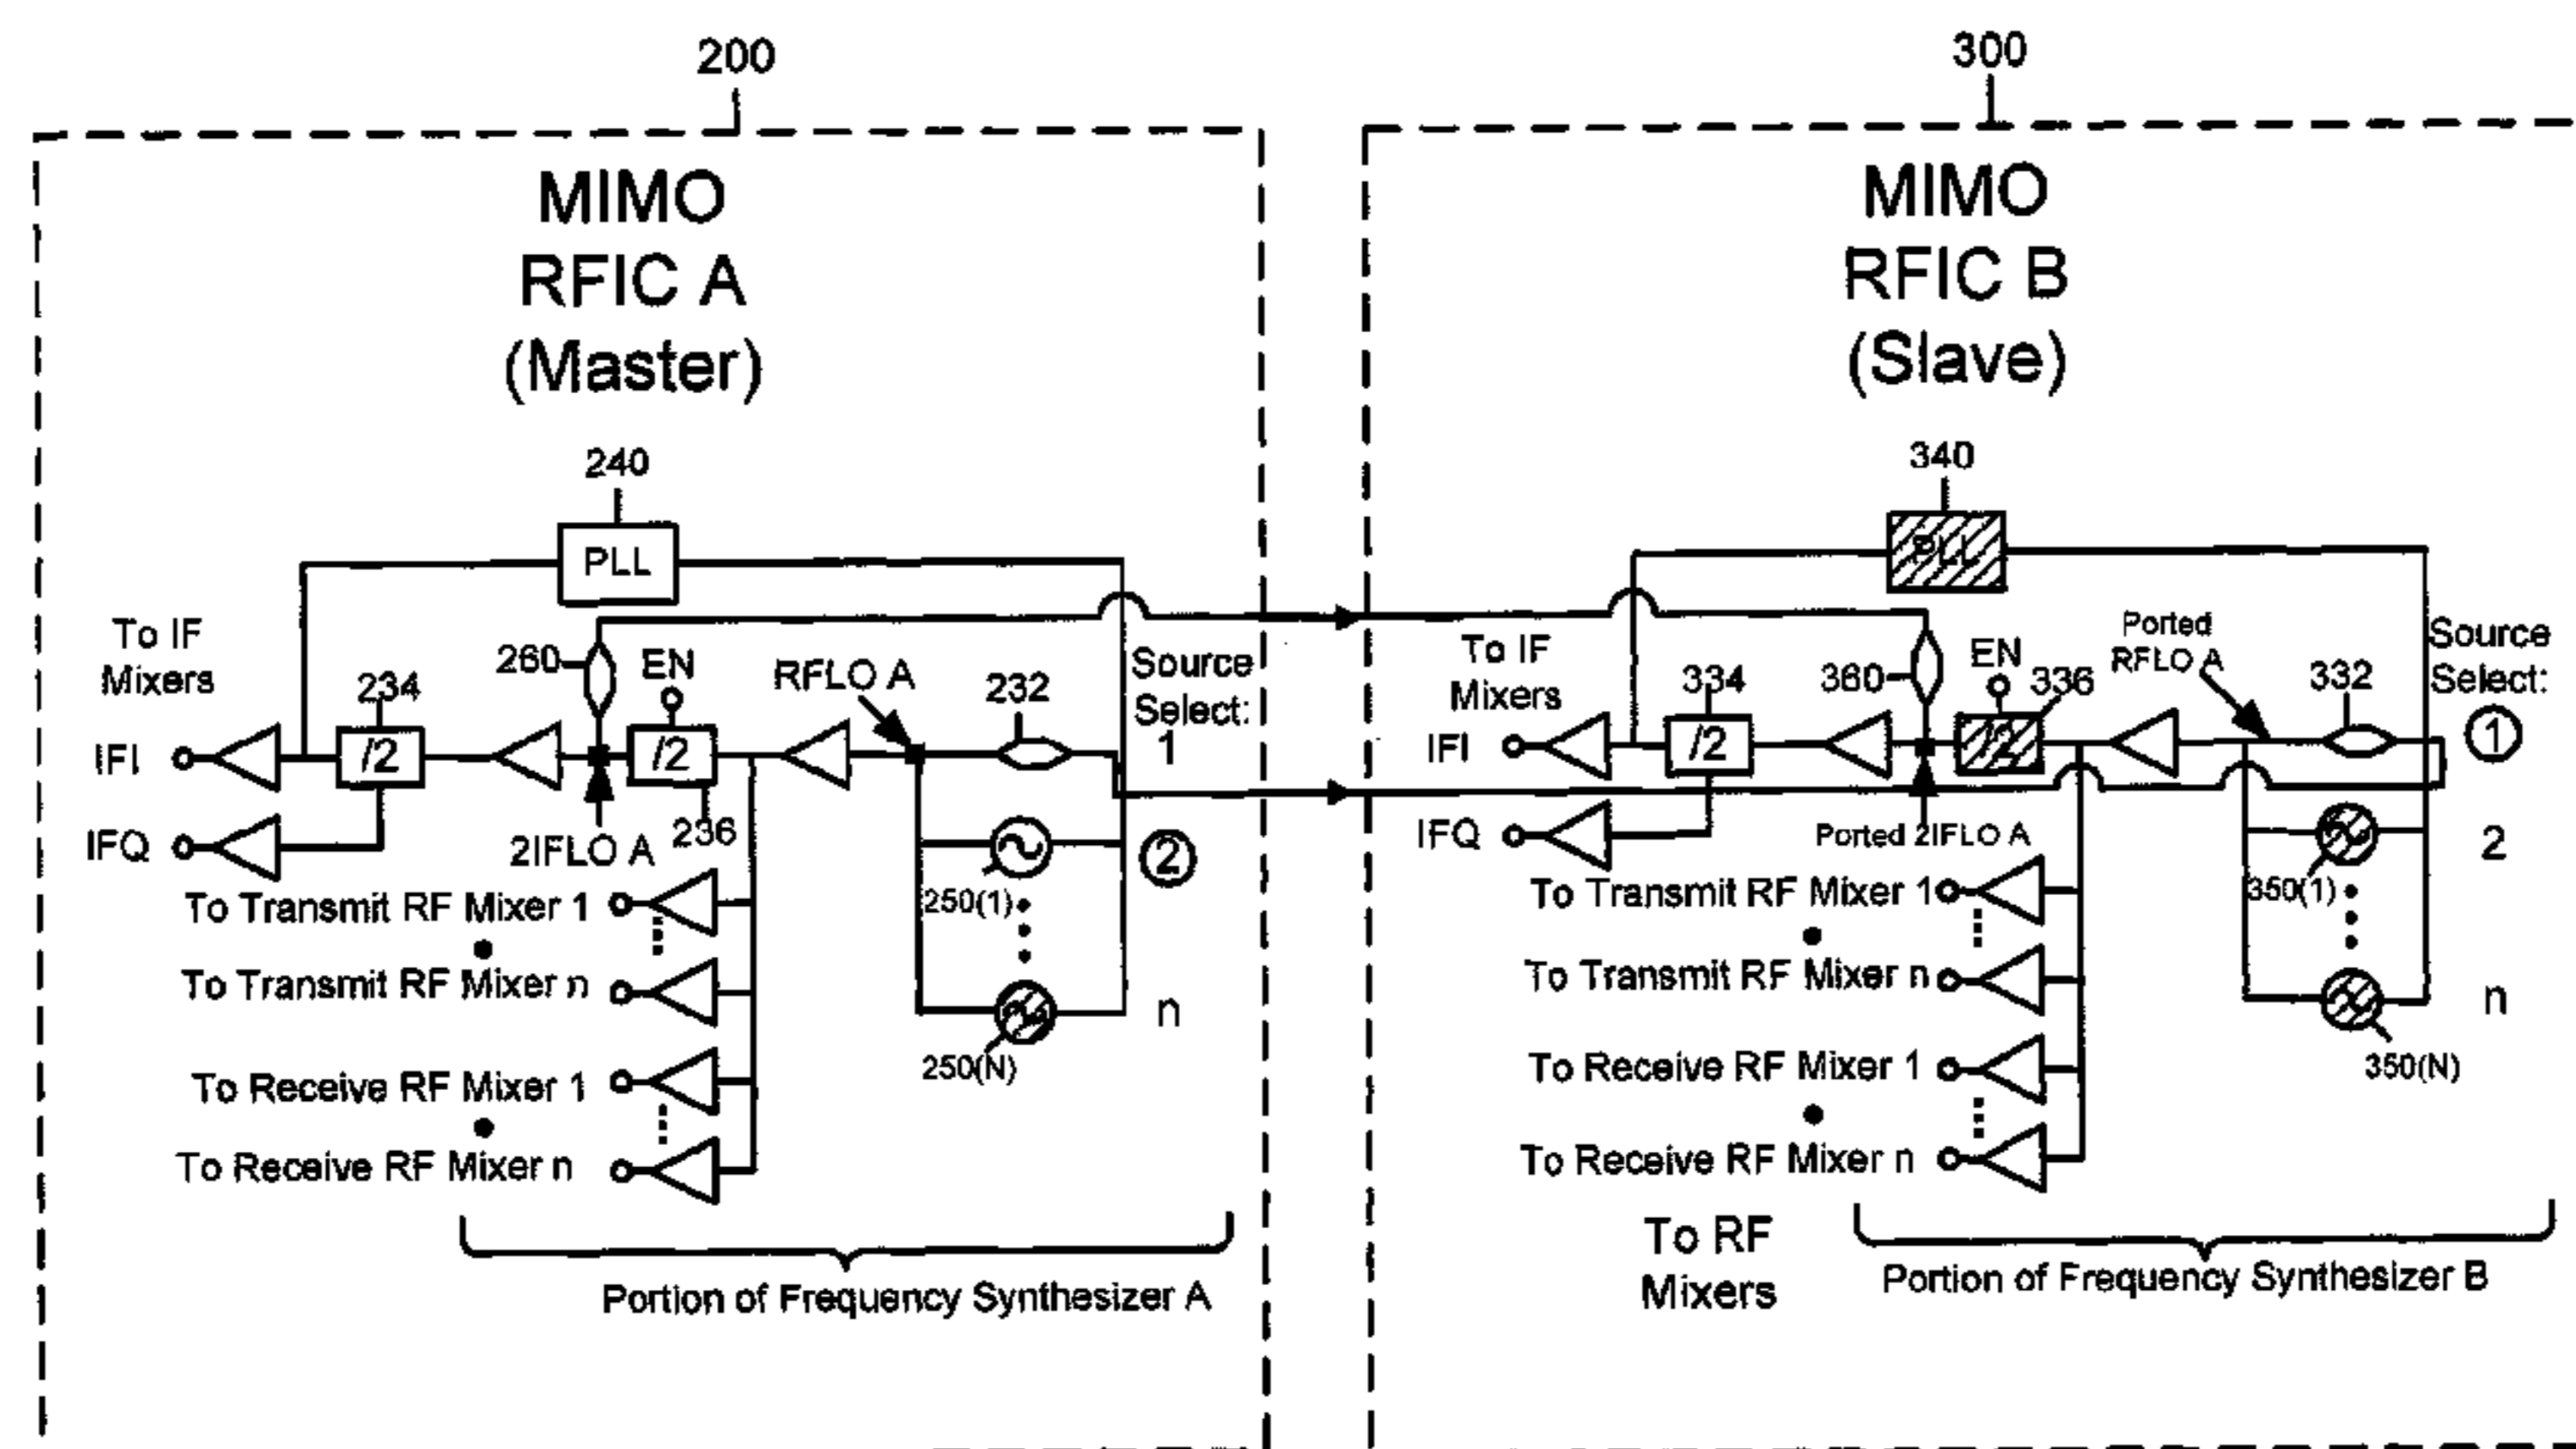 200
300
MIMO
RFIC A
(Master)
MIMO
RFIC B
(Slave)
240
PLL
340
PLL
To IF
Mixers
234
260
EN
RFLO A
232
Source
Select:
1
IFI
/2
/2
IFQ
2IFLO A
236
2
250(1)
To Transmit RF Mixer 1
To Transmit RF Mixer n
n
250(N)
To Receive RF Mixer 1
To Receive RF Mixer n
Portion of Frequency Synthesizer A
To IF
Mixers
334
360
EN
336
Ported
RFLO A
332
Source
Select:
1
IFI
/2
/2
IFQ
Ported 2IFLO A
2
350(1)
To Transmit RF Mixer 1
To Transmit RF Mixer n
n
350(N)
To Receive RF Mixer 1
To Receive RF Mixer n
To RF
Mixers
Portion of Frequency Synthesizer B